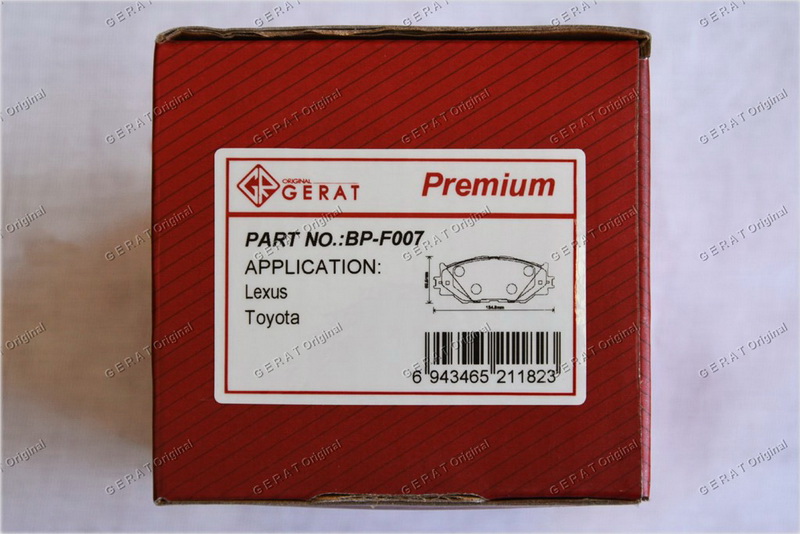 ORIGINAL
GERAT
Premium
PART NO.:BP-F007
APPLICATION:
Lexus
Toyota
6 943465 211823
GERAT Original